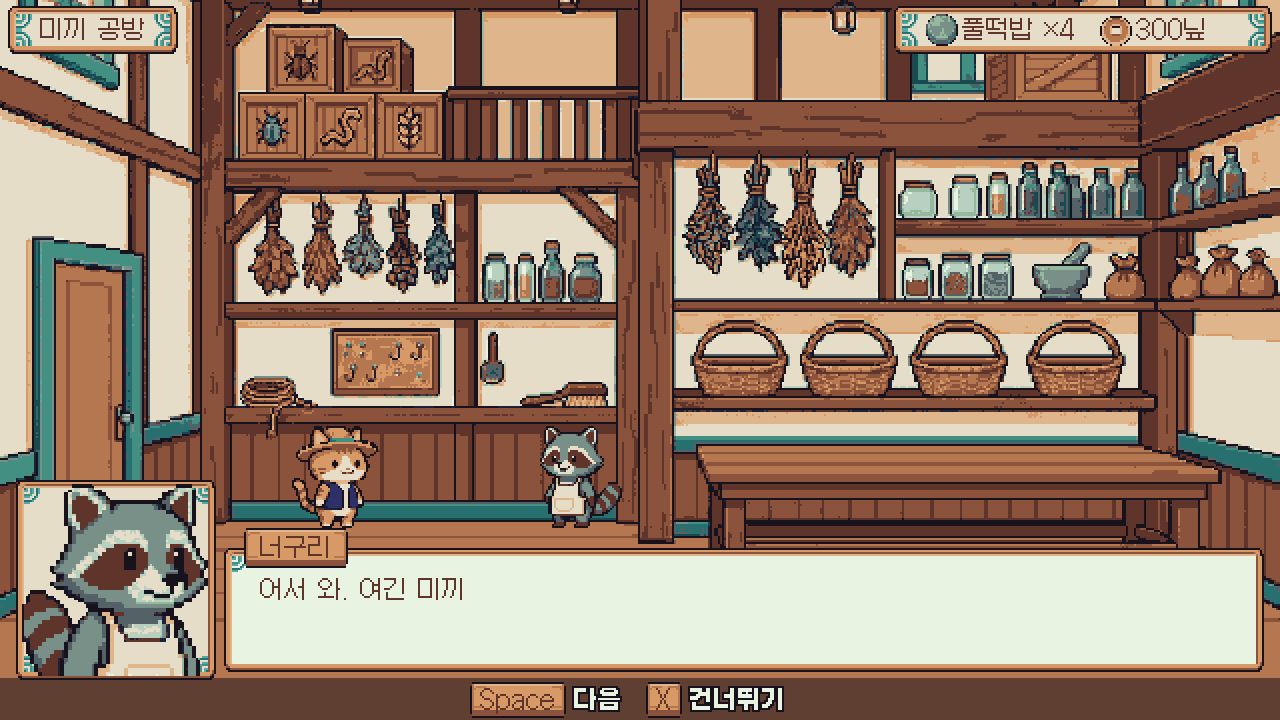 미끼 공방
풀떡밥 ×4 300닢
너구리
어서 와. 여긴 미끼
Space 다음 X 건너뛰기